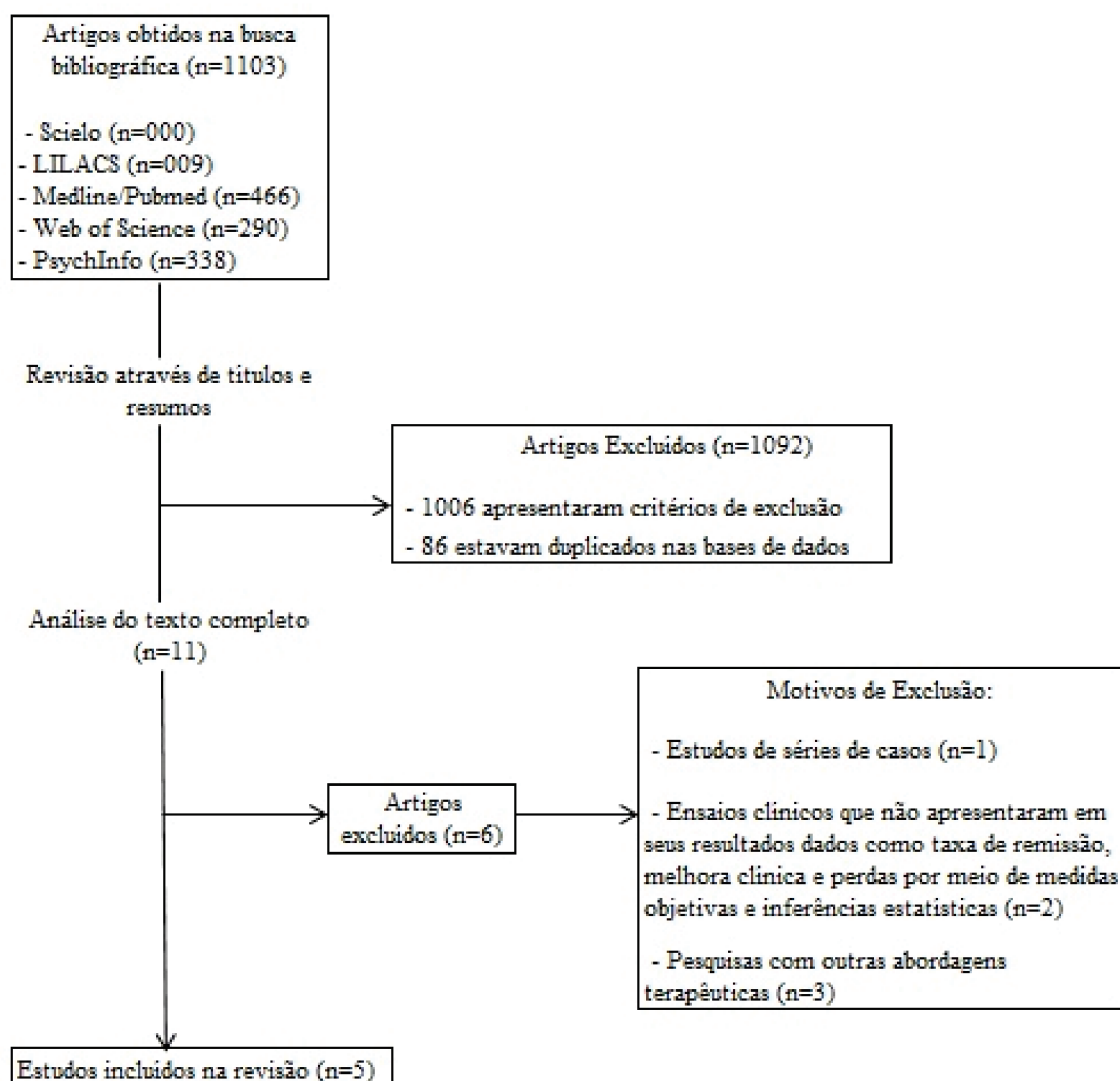 Artigos obtidos na busca
bibliográfica (n=1103)
- Scielo (n=000)
- LILACS (n=009)
- Medline/Pubmed (n=466)
- Web of Science (n=290)
- PsychInfo (n=338)
Revisão através de titulos e
resumos
Artigos Excluidos (n=1092)
- 1006 apresentaram critérios de exclusão
- 86 estavam duplicados nas bases de dados
Análise do texto completo
(n=11)
Artigos
excluidos (n=6)
Motivos de Exclusão:
- Estudos de séries de casos (n=1)
- Ensaios clínicos que não apresentaram em
seus resultados dados como taxa de remissão,
melhora clinica e perdas por meio de medidas
objetivas e inferências estatisticas (n=2)
- Pesquisas com outras abordagens
terapêuticas (n=3)
Estudos incluidos na revisão (n=5)